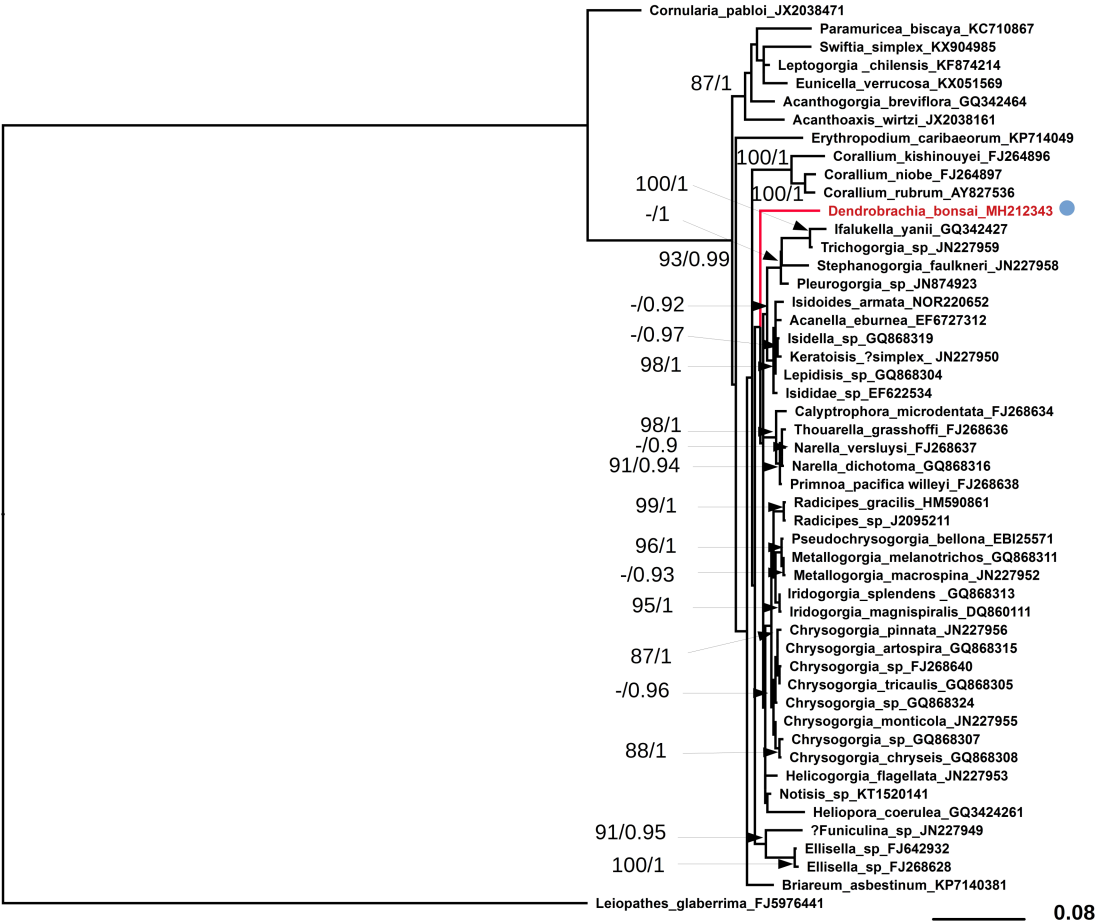 Cornularia_pabloi_JX2038471
Paramuricea_biscaya_KC710867
Swiftia_simplex_KX904985
Leptogorgia _chilensis_KF874214
87/1
Eunicella_verrucosa_KX051569
Acanthogorgia_breviflora_GQ342464
Acanthoaxis_wirtzi_JX2038161
Erythropodium_caribaeorum_KP714049
100/1
Corallium_kishinouyei_FJ264896
Corallium_niobe_FJ264897
100/1
100/1
Corallium_rubrum_AY827536
-/1
Dendrobrachia_bonsai_MH212343
Ifalukella_yanii_GQ342427
Trichogorgia_sp_JN227959
93/0.99
Stephanogorgia_faulkneri_JN227958
Pleurogorgia_sp_JN874923
-/0.92
Isidoides_armata_NOR220652
Acanella_eburnea_EF6727312
-/0.97
Isidella_sp_GQ868319
Keratoisis_?simplex_ JN227950
98/1
Lepidisis_sp_GQ868304
Isididae_sp_EF622534
Calyptrophora_microdentata_FJ268634
98/1
Thouarella_grasshoffi_FJ268636
-/0.9
Narella_versluysi_FJ268637
91/0.94
Narella_dichotoma_GQ868316
Primnoa_pacifica willeyi_FJ268638
99/1
Radicipes_gracilis_HM590861
Radicipes_sp_J2095211
96/1
Pseudochrysogorgia_bellona_EBI25571
Metallogorgia_melanotrichos_GQ868311
-/0.93
Metallogorgia_macrospina_JN227952
Iridogorgia_splendens _GQ868313
95/1
Iridogorgia_magnispiralis_DQ860111
Chrysogorgia_pinnata_JN227956
87/1
Chrysogorgia_artospira_GQ868315
Chrysogorgia_sp_FJ268640
-/0.96
Chrysogorgia_tricaulis_GQ868305
Chrysogorgia_sp_GQ868324
Chrysogorgia_monticola_JN227955
88/1
Chrysogorgia_sp_GQ868307
Chrysogorgia_chryseis_GQ868308
Helicogorgia_flagellata_JN227953
Notisis_sp_KT1520141
Heliopora_coerulea_GQ3424261
91/0.95
?Funiculina_sp_JN227949
Ellisella_sp_FJ642932
100/1
Ellisella_sp_FJ268628
Briareum_asbestinum_KP7140381
Leiopathes_glaberrima_FJ5976441
0.08